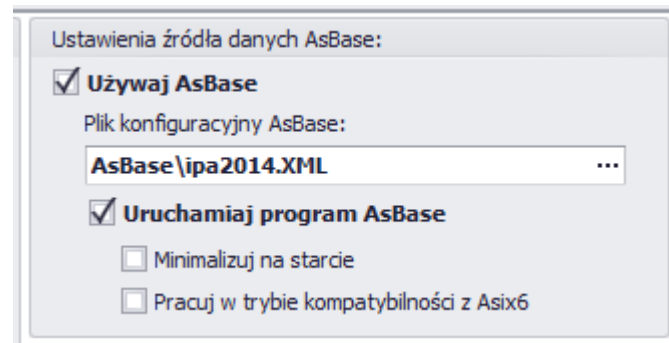 Ustawienia źródła danych AsBase:
Używaj AsBase
Plik konfiguracyjny AsBase:
AsBase\ipa2014.XML ...
Uruchamiaj program AsBase
Minimalizuj na starcie
Pracuj w trybie kompatybilności z Asix6